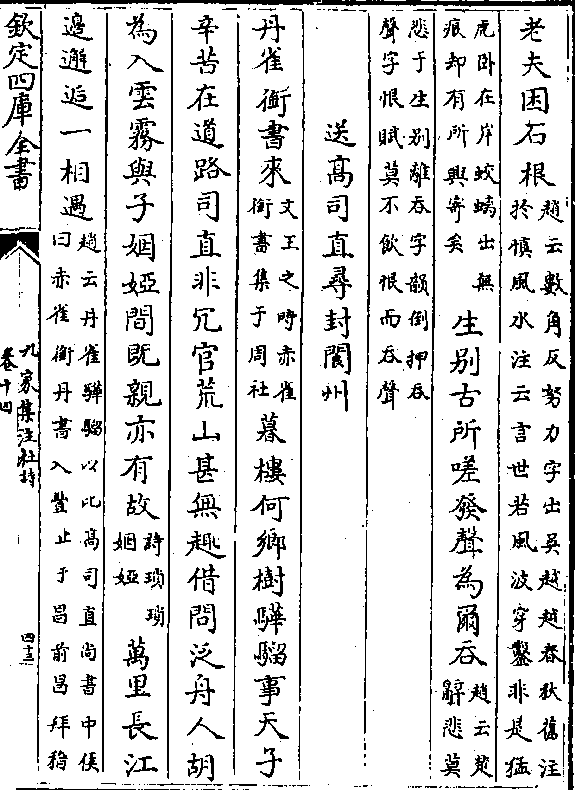 老夫困石根趙云數角反努力字出吳越越春秋舊注
於慎風水注云言世若風波穿鑿非是猛
虎卧在岸蛟螭出無
痕却有所興寄矣
生别古所嗟發聲為爾吞趙云楚
辭悲莫
悲于生别離吞字韻倒押吞
聲字恨賦莫不飲恨而吞聲
送髙司直尋封閬州
丹雀銜書來文王之時赤雀
銜書集于周社
暮棲何鄉樹驊騮事天子
辛苦在道路司直非冗官荒山甚無趣借問泛舟人胡
為入雲霧與子姻婭間既親亦有故詩瑣瑣
姻婭
萬里長江
邊邂逅一相遇趙云丹雀驊騮以比髙司直尚書中侯
曰赤雀銜丹書入豐止于昌前昌拜稽
欽定四庫全書
九家集注杜詩
卷十四